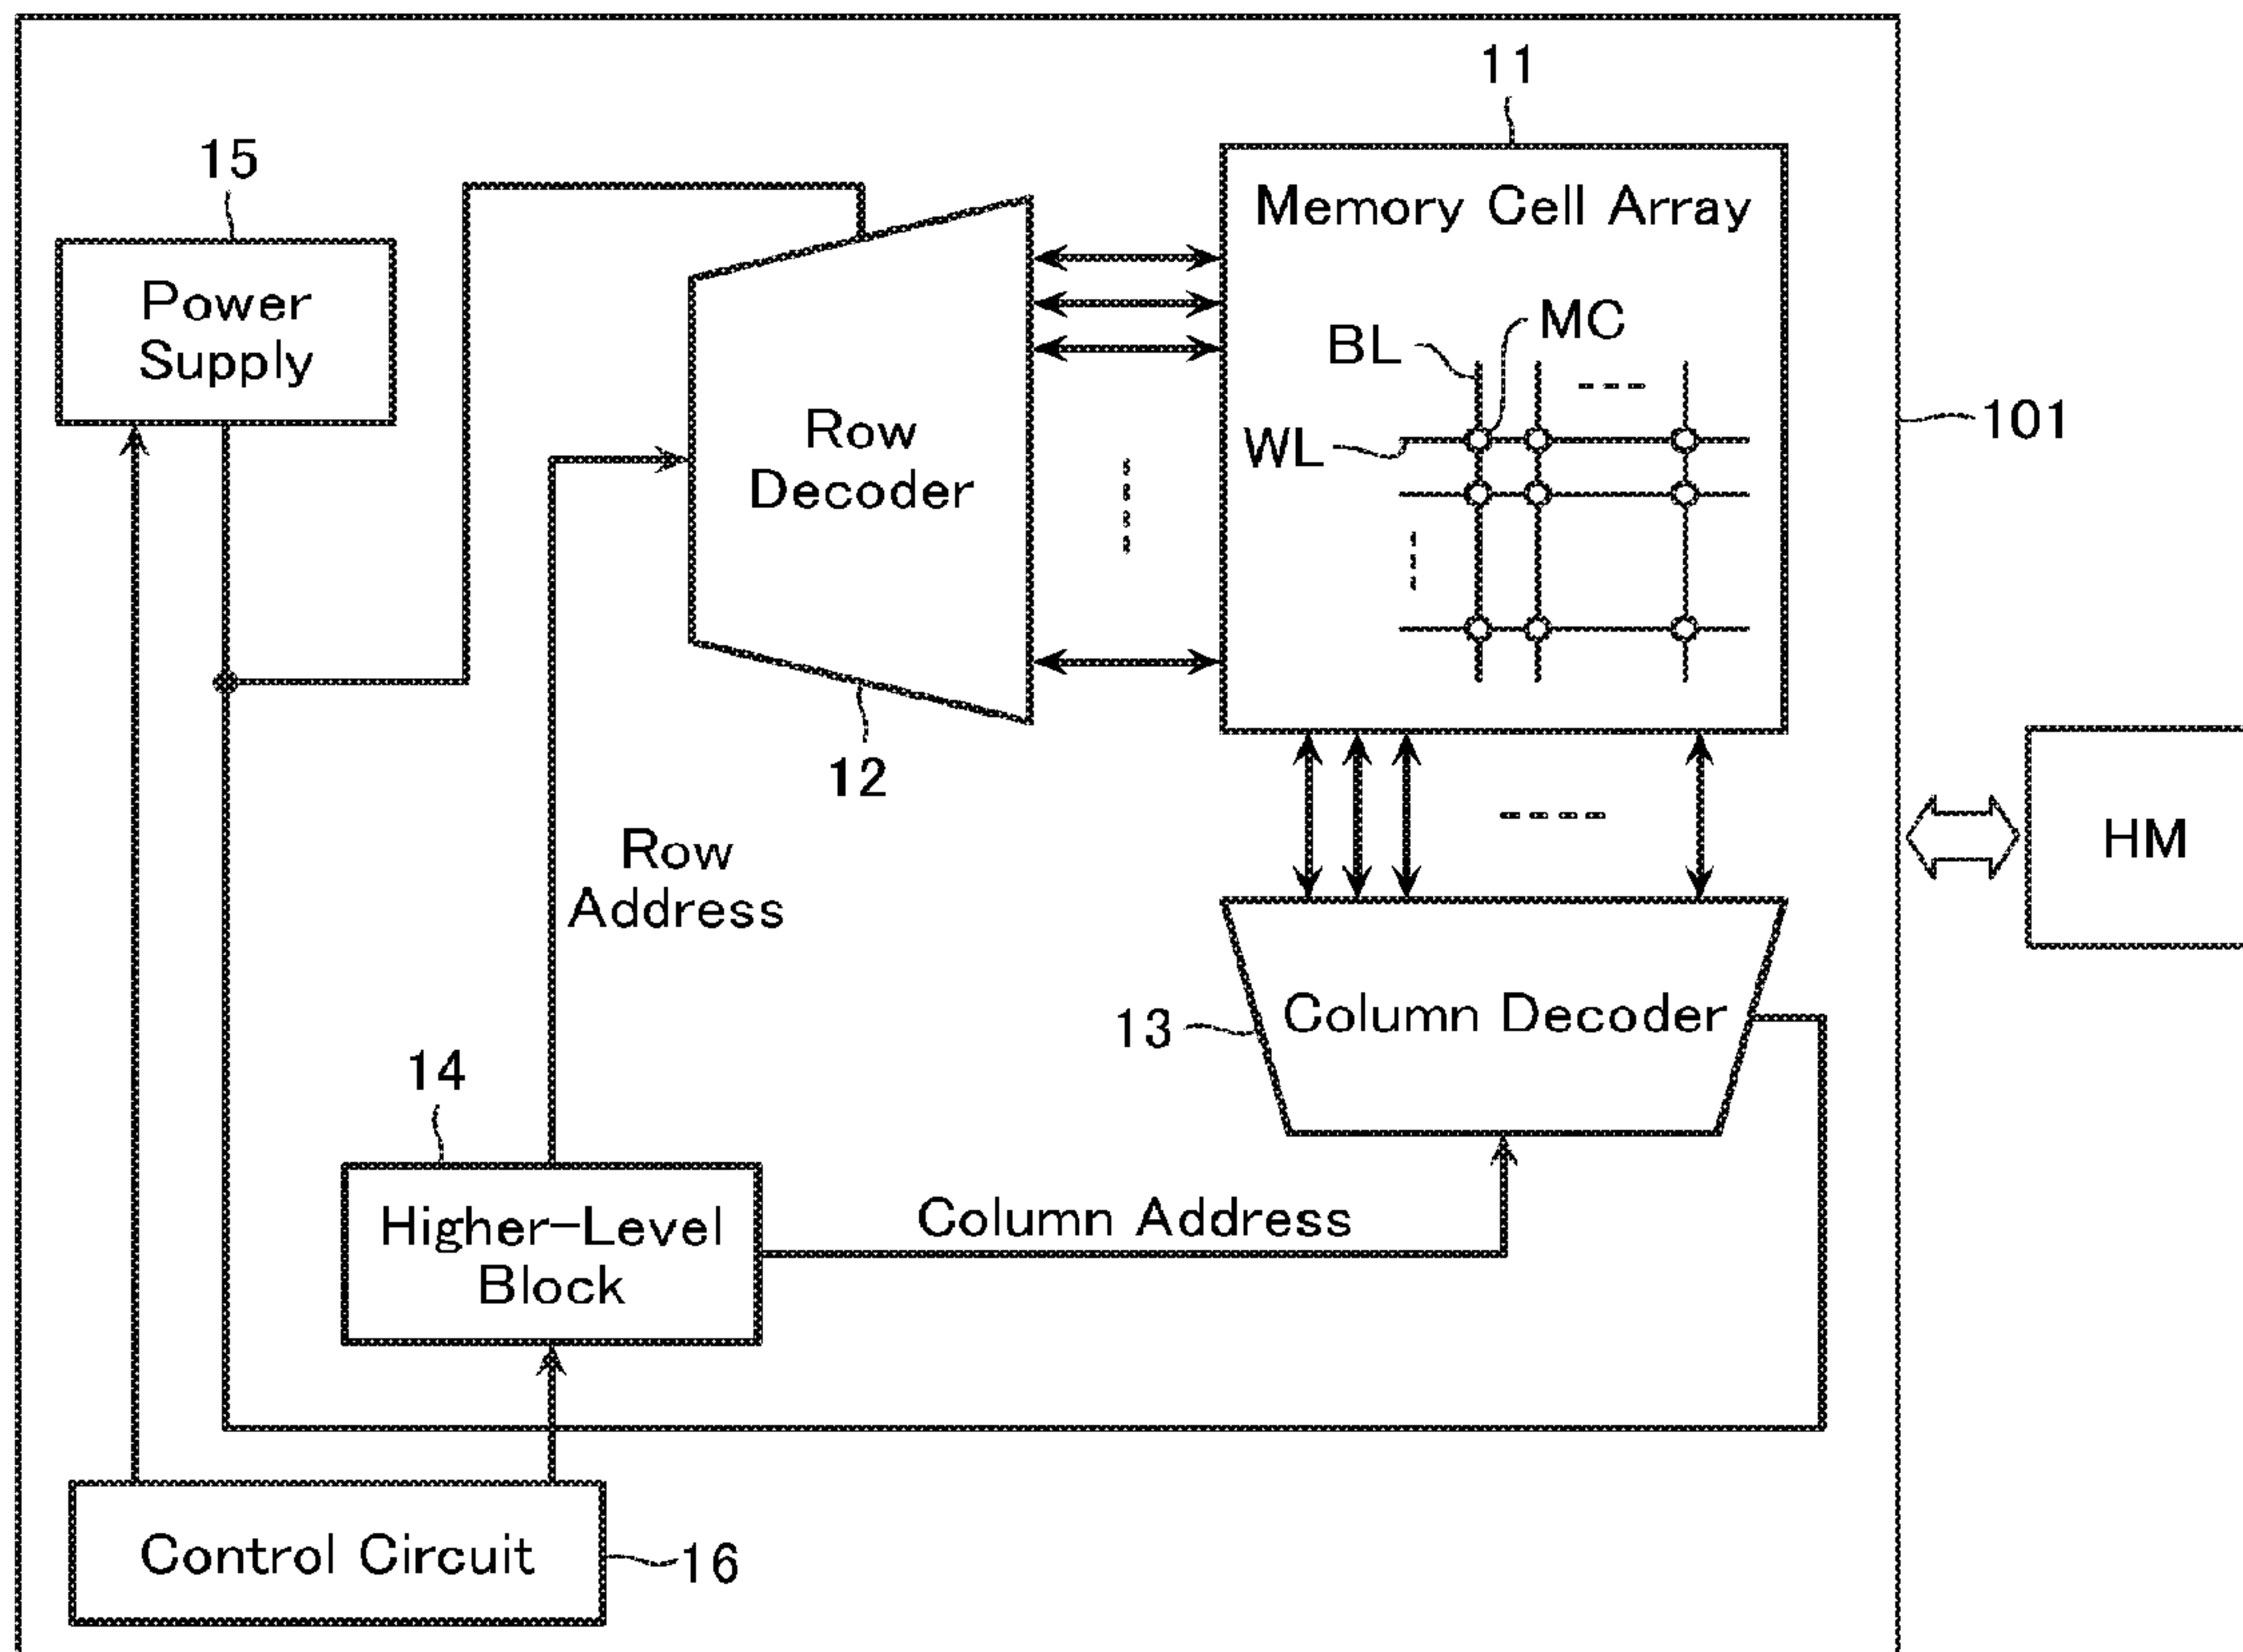 11
15
Memory Cell Array
Power
Supply
MC
BL
101
Row
Decoder
WL
12
HM
Row
Address
13
Column Decoder
14
Column Address
Higher-Level
Block
Control Circuit
16